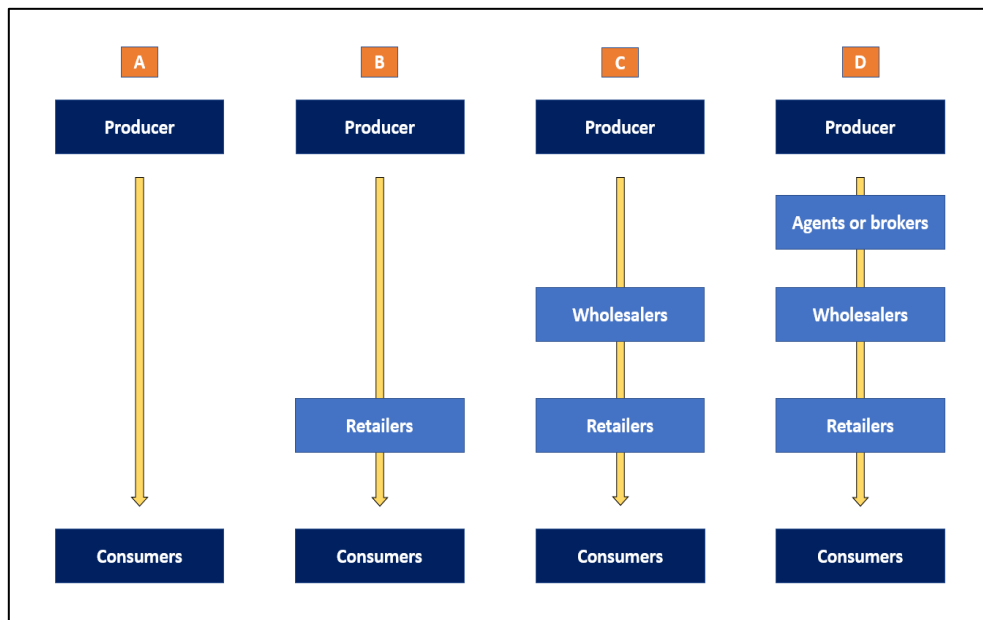 A
B
C
D
Producer
Producer
Producer
Producer
Agents or brokers
Wholesalers
Wholesalers
Retailers
Retailers
Retailers
Consumers
Consumers
Consumers
Consumers